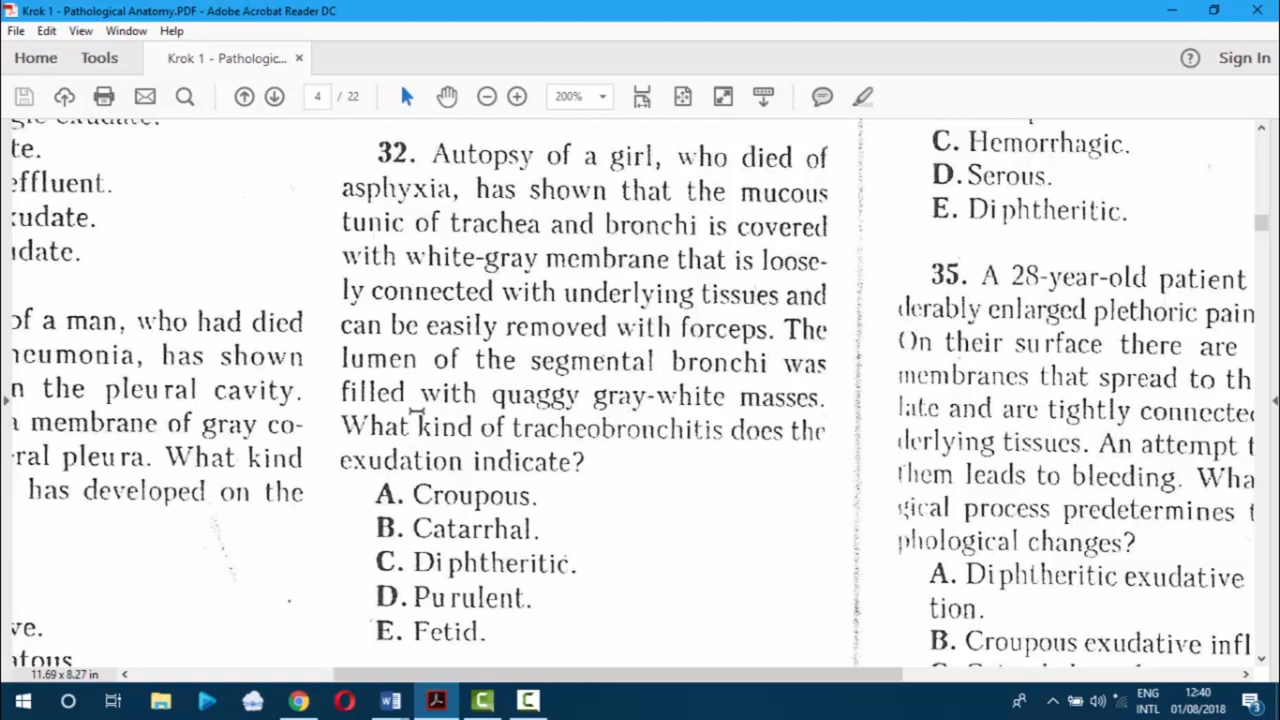 Krok 1 - Pathological Anatomy.PDF - Adobe Acrobat Reader DC
File Edit View Window Help
Home Tools Krok 1 - Pathologic... × ? Sign In
4 / 22 200%
te.
effluent.
xudate.
idate.
of a man, who had died
neumonia, has shown
n the pleural cavity.
a membrane of gray co-
ral pleura. What kind
has developed on the
ve.
atous
32. Autopsy of a girl, who died of
asphyxia, has shown that the mucous
tunic of trachea and bronchi is covered
with white-gray membrane that is loose-
ly connected with underlying tissues and
can be easily removed with forceps. The
lumen of the segmental bronchi was
filled with quaggy gray-white masses.
What kind of tracheobronchitis does the
exudation indicate?
A. Croupous.
B. Catarrhal.
C. Diphtheritic.
D. Purulent.
E. Fetid.
C. Hemorrhagic.
D. Serous.
E. Diphtheritic.
35. A 28-year-old patient
derably enlarged plethoric pain
On their surface there are
membranes that spread to th
late and are tightly connected
derlying tissues. An attempt t
them leads to bleeding. Wha
gical process predetermines t
phological changes?
A. Diphtheritic exudative
tion.
B. Croupous exudative infl
11.69 x 8.27 in
ENG 12:40
INTL 01/08/2018 3